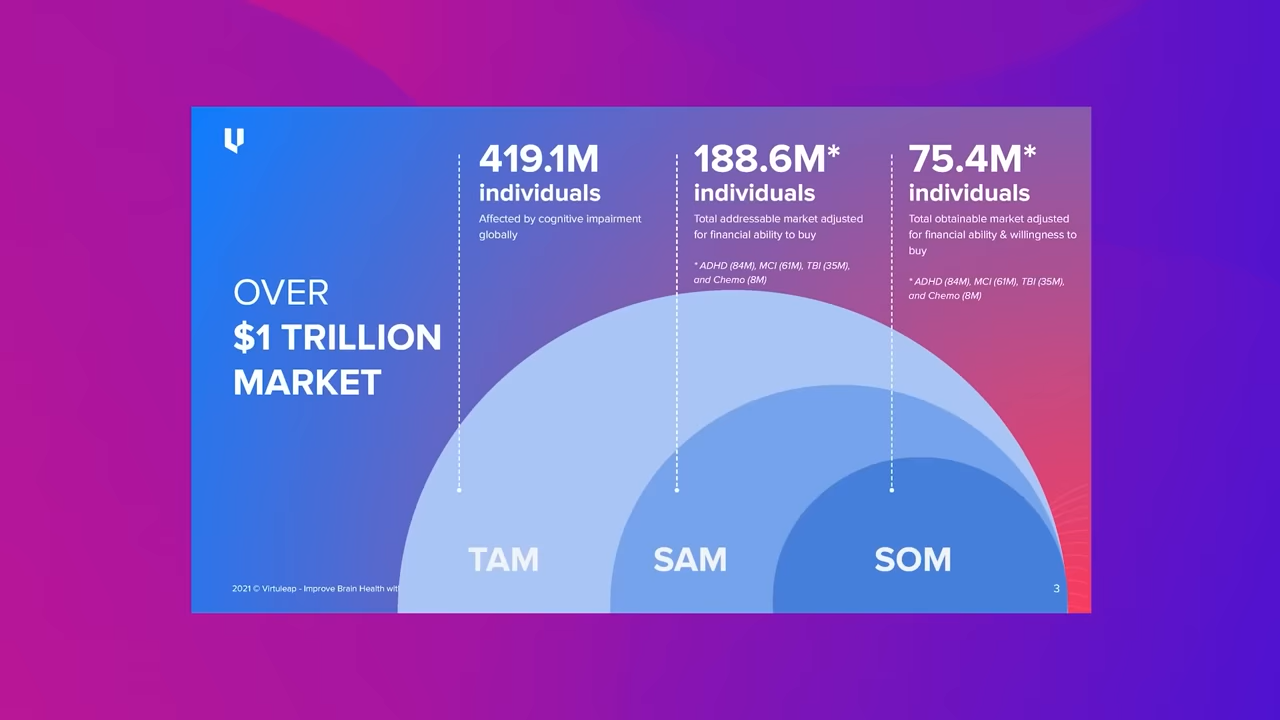 OVER
$1 TRILLION
MARKET
419.1M
individuals
Affected by cognitive impairment
globally
188.6M*
individuals
Total addressable market adjusted
for financial ability to buy
* ADHD (84M), MCI (61M), TBI (35M),
and Chemo (8M)
75.4M*
individuals
Total obtainable market adjusted
for financial ability & willingness to
buy
* ADHD (84M), MCI (61M), TBI (35M),
and Chemo (8M)
TAM
SAM
SOM
2021 © Virtuleap - Improve Brain Health
3